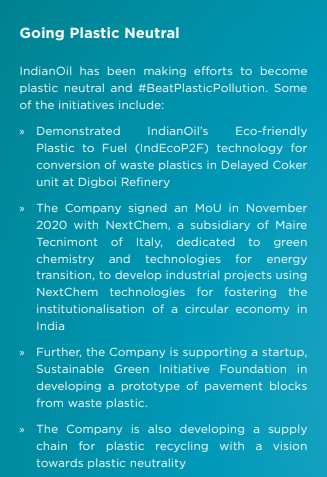 Going Plastic Neutral
IndianOil has been making efforts to become
plastic neutral and #BeatPlasticPollution. Some
of the initiatives include:
» Demonstrated IndianOil's Eco-friendly
Plastic to Fuel (IndEcoP2F) technology for
conversion of waste plastics in Delayed Coker
unit at Digboi Refinery
» The Company signed an MoU in November
2020 with NextChem, a subsidiary of Maire
Tecnimont of Italy, dedicated to green
chemistry and technologies for energy
transition, to develop industrial projects using
NextChem technologies for fostering the
institutionalisation of a circular economy in
India
» Further, the Company is supporting a startup,
Sustainable Green Initiative Foundation in
developing a prototype of pavement blocks
from waste plastic.
» The Company is also developing a supply
chain for plastic recycling with a vision
towards plastic neutrality